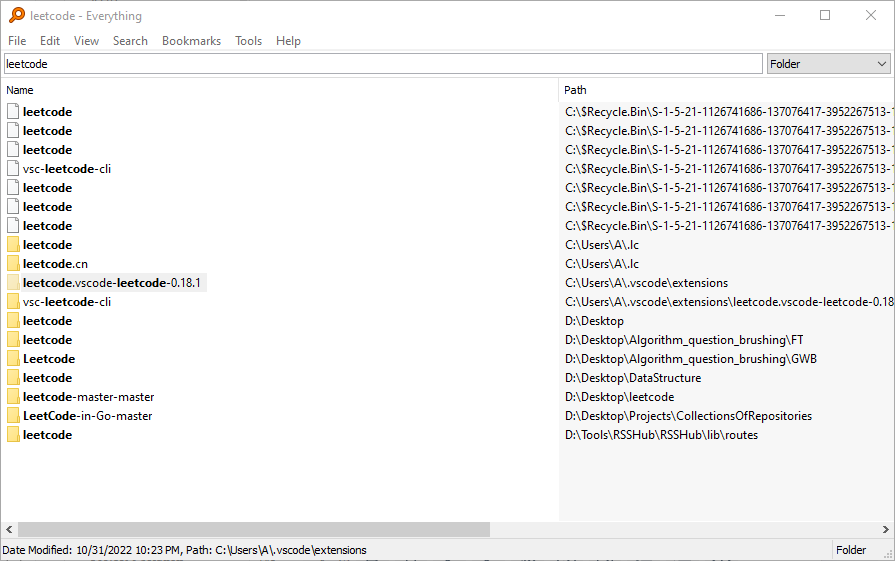 leetcode - Everything
File Edit View Search Bookmarks Tools Help
leetcode Folder
Name Path
leetcode C:\$Recycle.Bin\S-1-5-21-1126741686-137076417-3952267513-1
leetcode C:\$Recycle.Bin\S-1-5-21-1126741686-137076417-3952267513-1
leetcode C:\$Recycle.Bin\S-1-5-21-1126741686-137076417-3952267513-1
vsc-leetcode-cli C:\$Recycle.Bin\S-1-5-21-1126741686-137076417-3952267513-1
leetcode C:\$Recycle.Bin\S-1-5-21-1126741686-137076417-3952267513-1
leetcode C:\$Recycle.Bin\S-1-5-21-1126741686-137076417-3952267513-1
leetcode C:\$Recycle.Bin\S-1-5-21-1126741686-137076417-3952267513-1
leetcode C:\Users\A\.lc
leetcode.cn C:\Users\A\.lc
leetcode.vscode-leetcode-0.18.1 C:\Users\A\.vscode\extensions
vsc-leetcode-cli C:\Users\A\.vscode\extensions\leetcode.vscode-leetcode-0.18
leetcode D:\Desktop
leetcode D:\Desktop\Algorithm_question_brushing\FT
Leetcode D:\Desktop\Algorithm_question_brushing\GWB
leetcode D:\Desktop\DataStructure
leetcode-master-master D:\Desktop\leetcode
LeetCode-in-Go-master D:\Desktop\Projects\CollectionsOfRepositories
leetcode D:\Tools\RSSHub\RSSHub\lib\routes
Date Modified: 10/31/2022 10:23 PM, Path: C:\Users\A\.vscode\extensions Folder